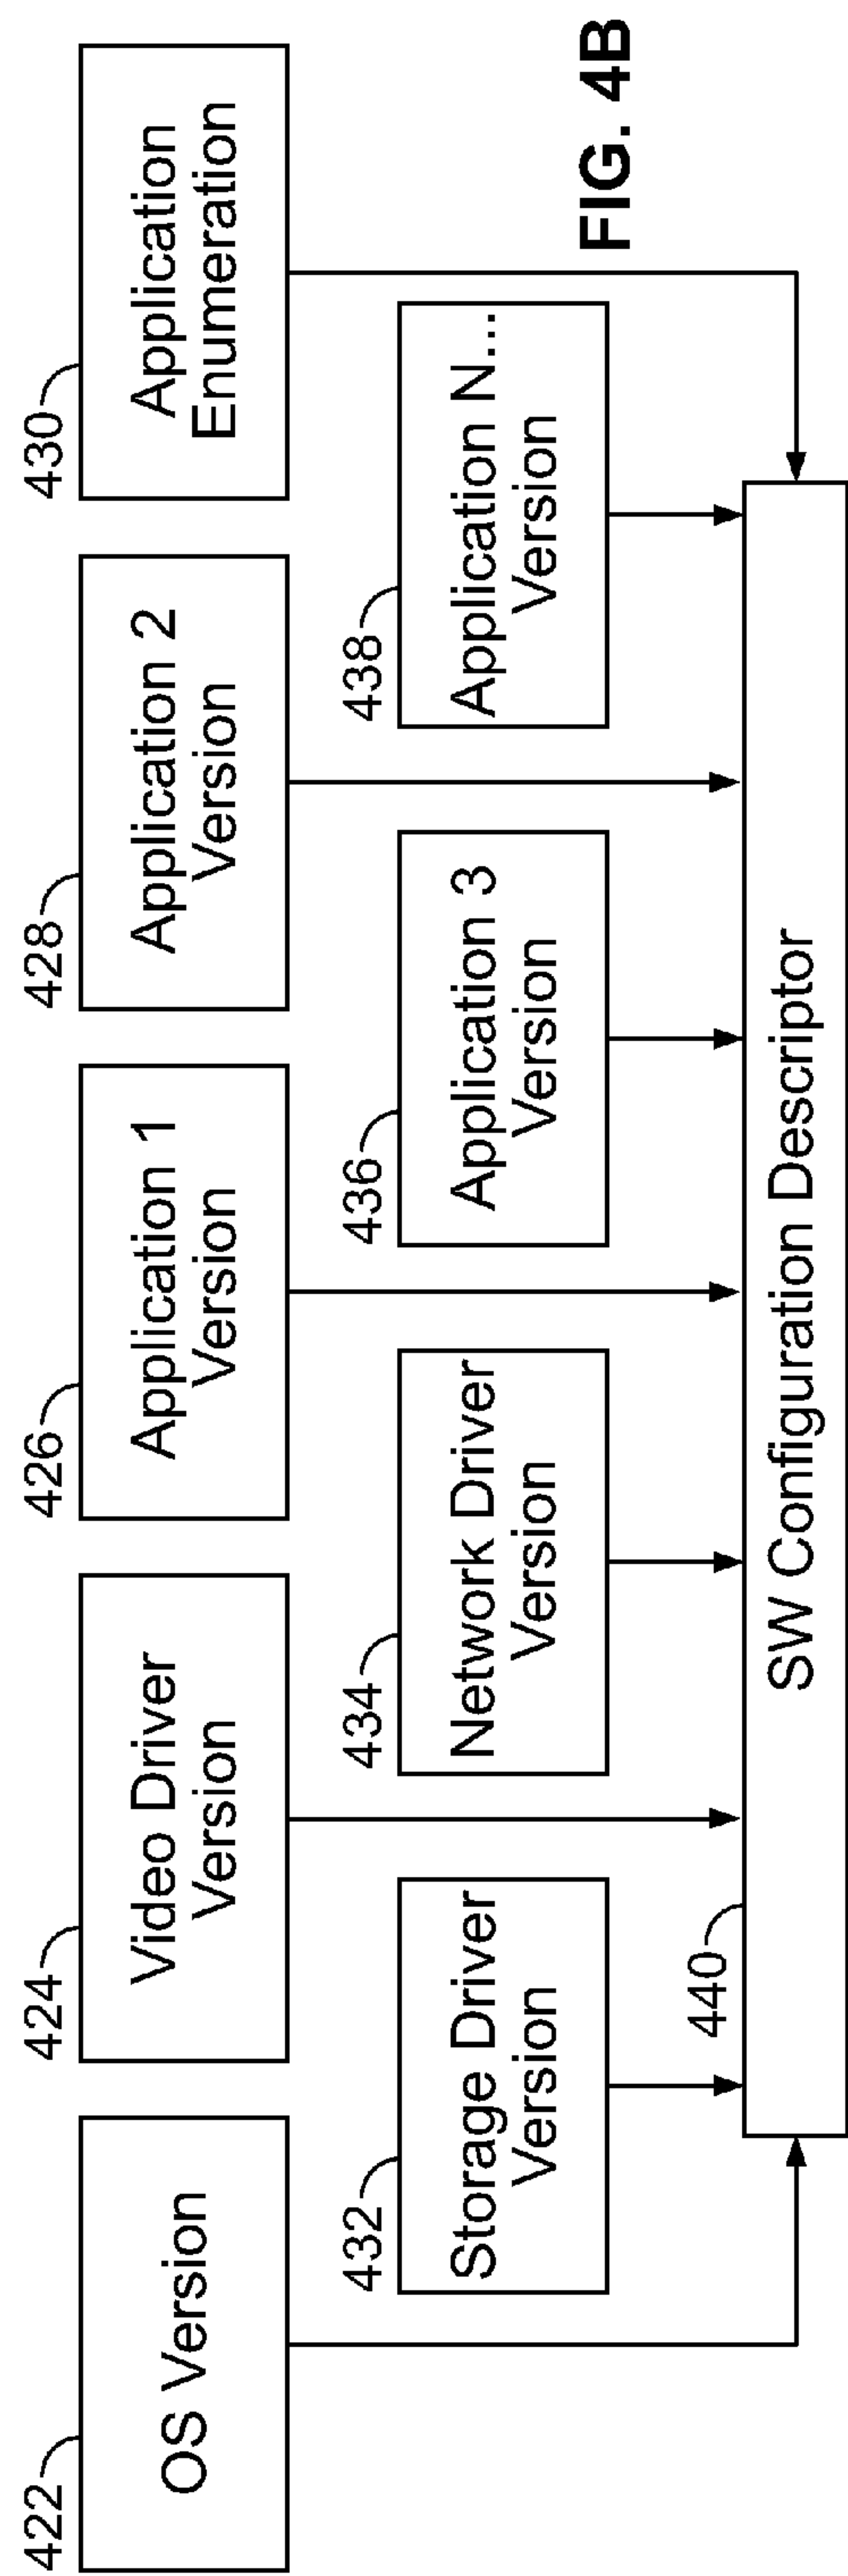 422
OS Version
424
Video Driver
Version
426
Application 1
Version
428
Application 2
Version
430
Application
Enumeration
432
Storage Driver
Version
434
Network Driver
Version
436
Application 3
Version
438
Application N...
Version
440
SW Configuration Descriptor
FIG. 4B